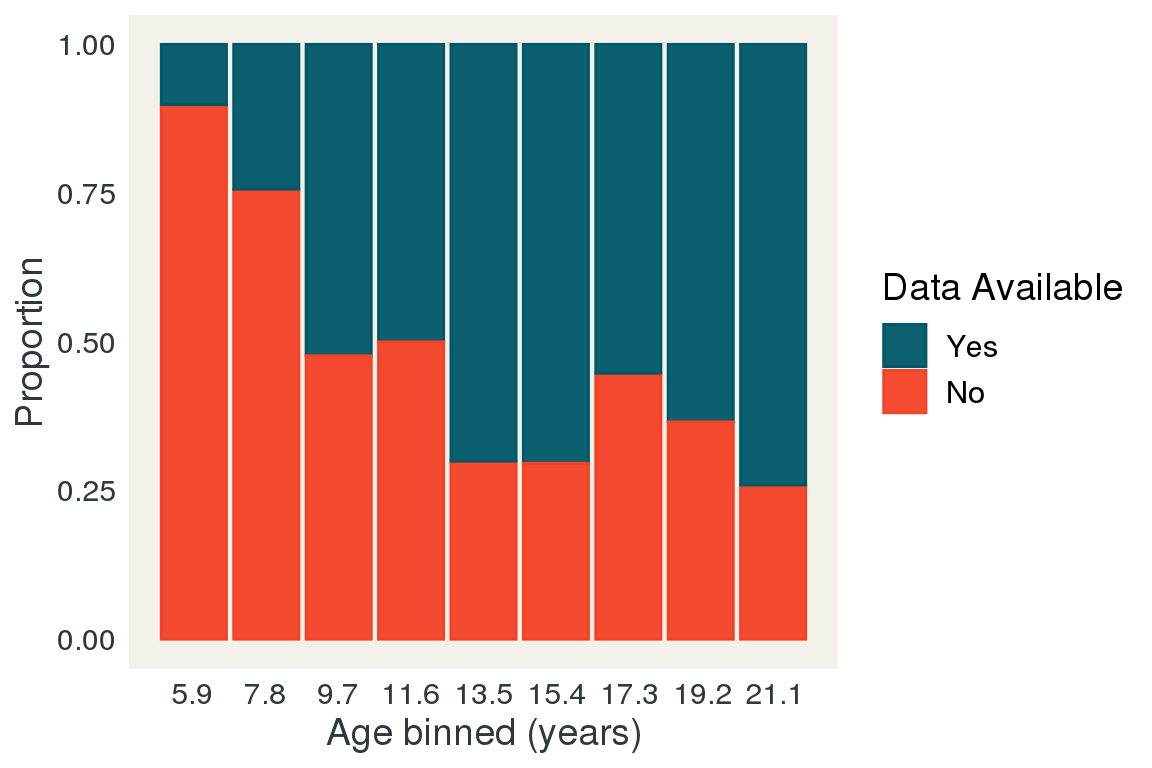 1.00
0.75
0.50
0.25
0.00
Proportion
5.9 7.8 9.7 11.6 13.5 15.4 17.3 19.2 21.1
Age binned (years)
Data Available
Yes
No